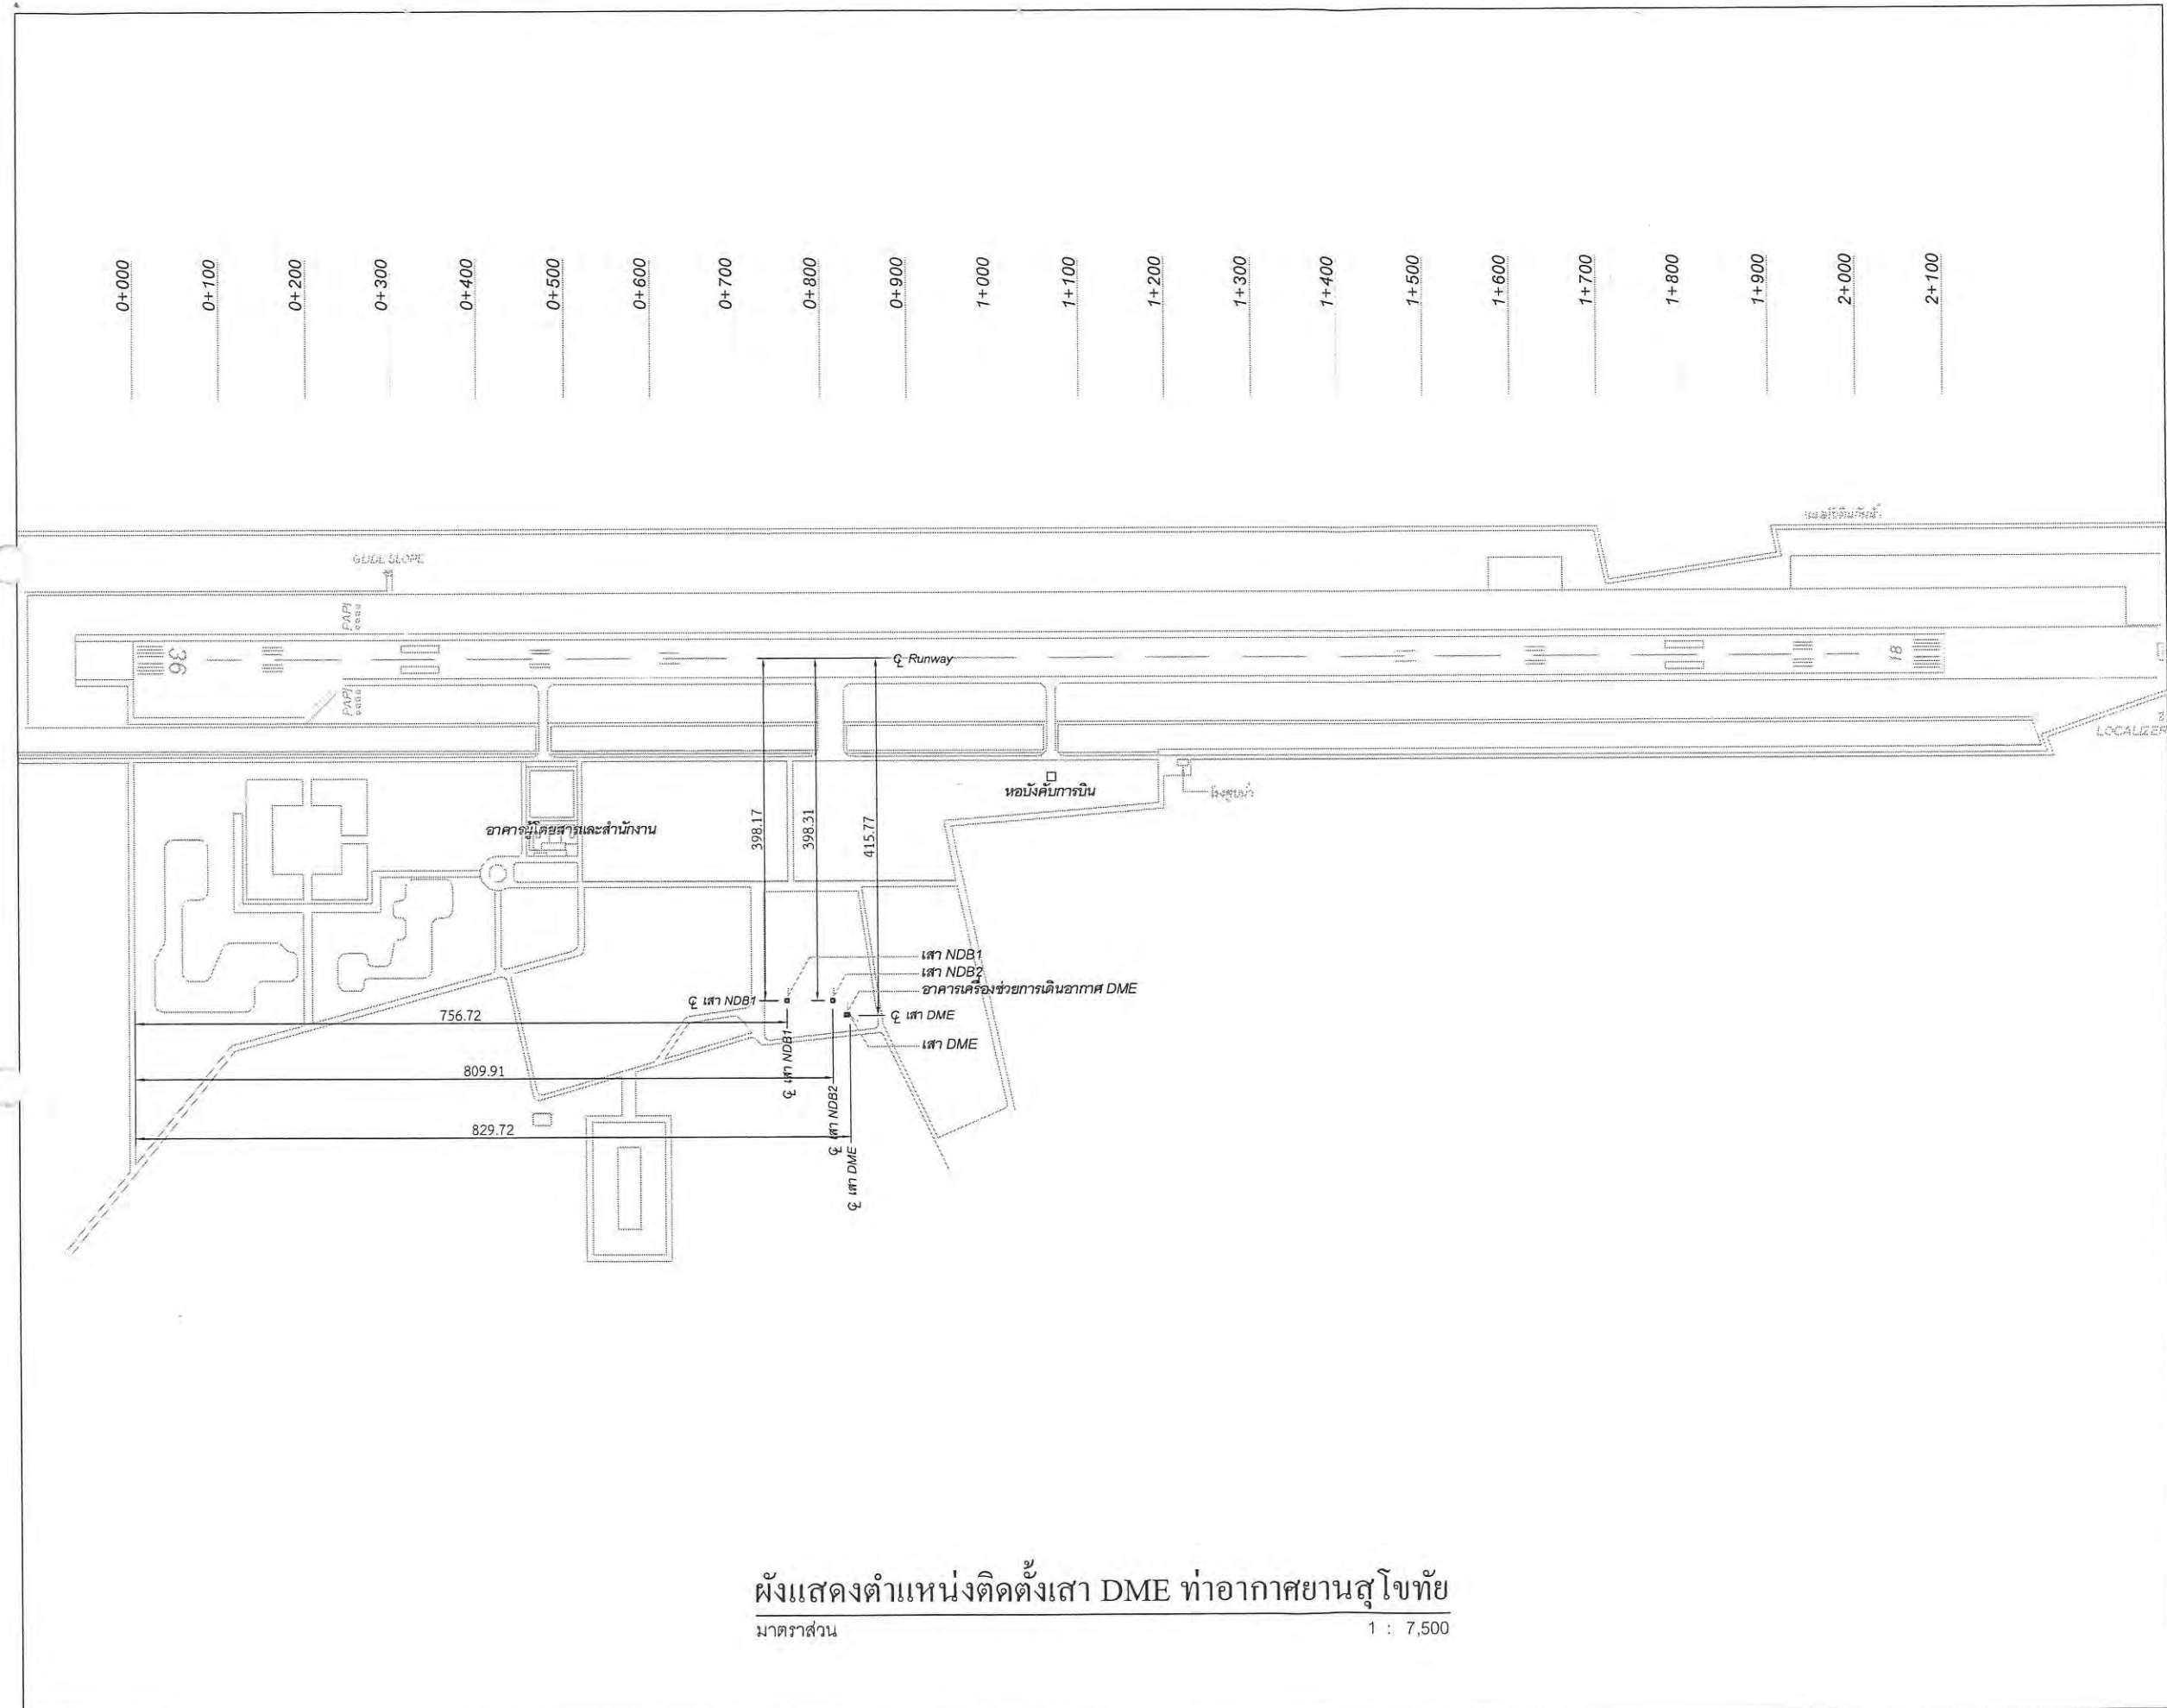 0+000
0+100
0+200
0+300
0+400
0+500
0+600
0+700
0+800
0+900
1+000
1+100
1+200
1+300
1+400
1+500
1+600
1+700
1+800
1+900
2+000
2+100
GLIDE SLOPE
PAPI
36
℄ Runway
18
PAPI
LOCALIZER
หอบังคับการบิน
โรงสูบน้ำ
อาคารผู้โดยสารและสำนักงาน
398.17
398.31
415.77
เสา NDB1
เสา NDB2
อาคารเครื่องช่วยการเดินอากาศ DME
℄ เสา NDB1
℄ เสา DME
756.72
เสา DME
809.91
℄ เสา NDB1
829.72
℄ เสา NDB2
℄ เสา DME
ผังแสดงตำแหน่งติดตั้งเสา DME ท่าอากาศยานสุโขทัย
มาตราส่วน 1 : 7,500